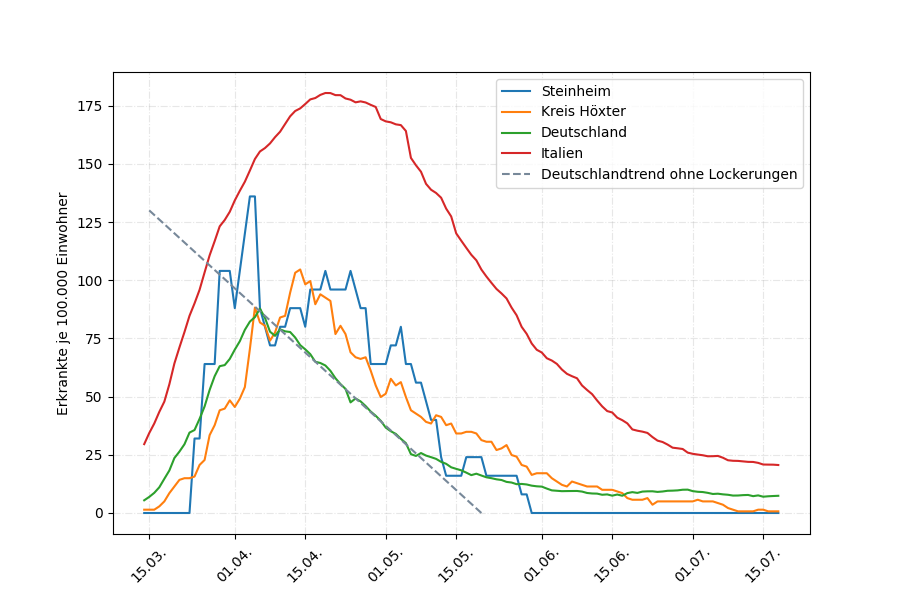 Steinheim
Kreis Höxter
Deutschland
Italien
Deutschlandtrend ohne Lockerungen
Erkrankte je 100.000 Einwohner
175
150
125
100
75
50
25
0
15.03.
01.04.
15.04.
01.05.
15.05.
01.06.
15.06.
01.07.
15.07.